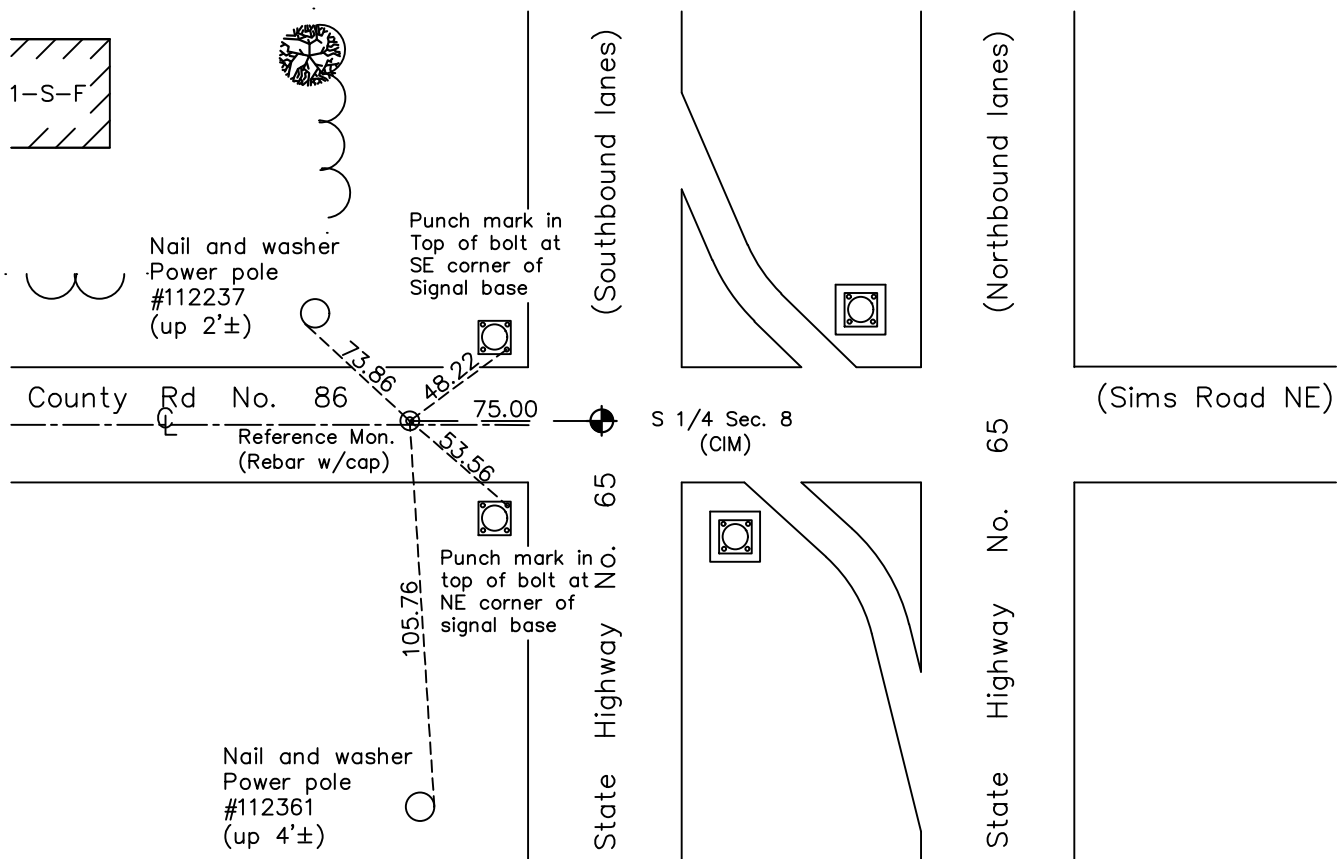 1-S-F
(Southbound lanes)
(Northbound lanes)
Punch mark in
Top of bolt at
SE corner of
Signal base
Nail and washer
Power pole
#112237
(up 2'±)
73.86
48.22
County Rd No. 86
(Sims Road NE)
75.00
S 1/4 Sec. 8
(CIM)
CL
Reference Mon.
(Rebar w/cap)
53.56
Punch mark in
top of bolt at
NE corner of
signal base
105.76
State Highway No. 65
State Highway No. 65
Nail and washer
Power pole
#112361
(up 4'±)